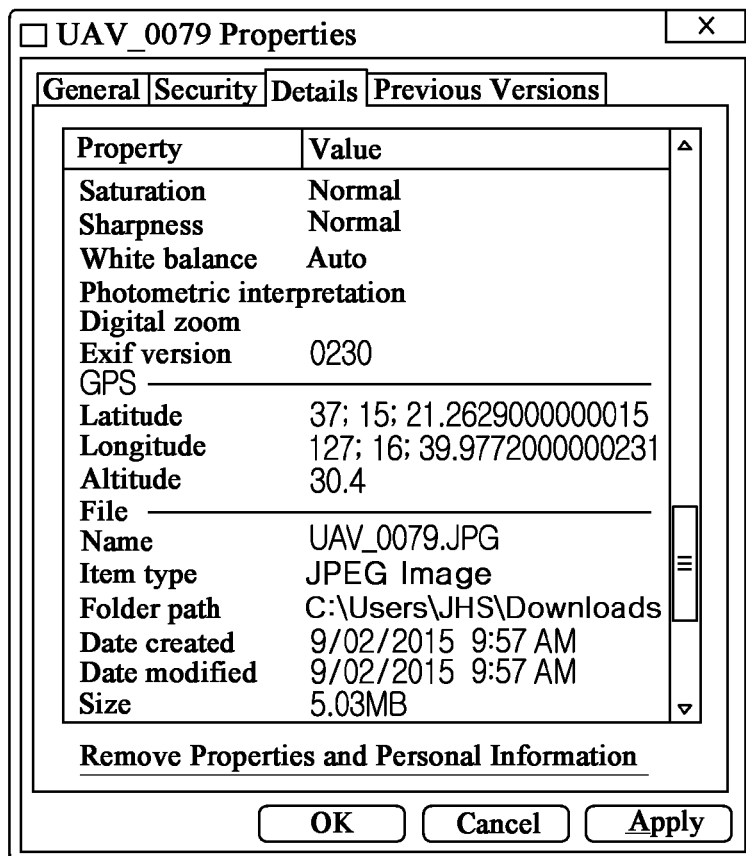 UAV_0079 Properties
X
General Security Details Previous Versions
Property Value
Saturation Normal
Sharpness Normal
White balance Auto
Photometric interpretation
Digital zoom
Exif version 0230
GPS
Latitude 37; 15; 21.2629000000015
Longitude 127; 16; 39.9772000000231
Altitude 30.4
File
Name UAV_0079.JPG
Item type JPEG Image
Folder path C:\Users\JHS\Downloads
Date created 9/02/2015 9:57 AM
Date modified 9/02/2015 9:57 AM
Size 5.03MB
Remove Properties and Personal Information
OK Cancel Apply